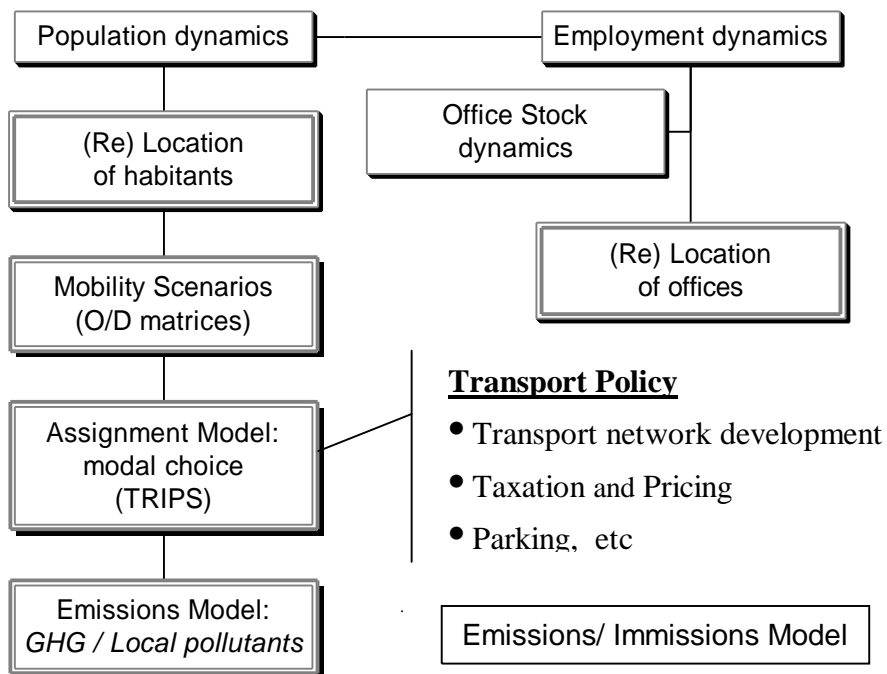 Population dynamics
Employment dynamics
Office Stock
dynamics
(Re) Location
of habitants
(Re) Location
of offices
Mobility Scenarios
(O/D matrices)
Transport Policy
• Transport network development
• Taxation and Pricing
• Parking, etc
Assignment Model:
modal choice
(TRIPS)
Emissions Model:
GHG / Local pollutants
Emissions/ Immissions Model